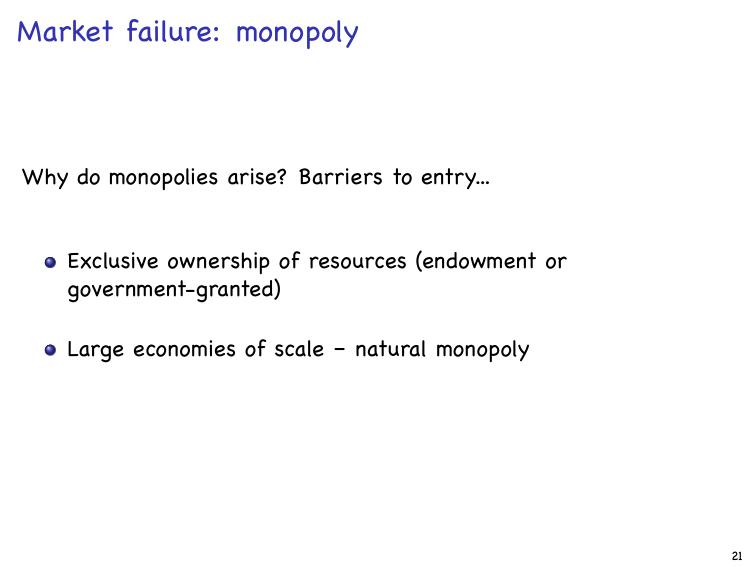 Market failure: monopoly
Why do monopolies arise? Barriers to entry...
Exclusive ownership of resources (endowment or
government-granted)
Large economies of scale – natural monopoly
21